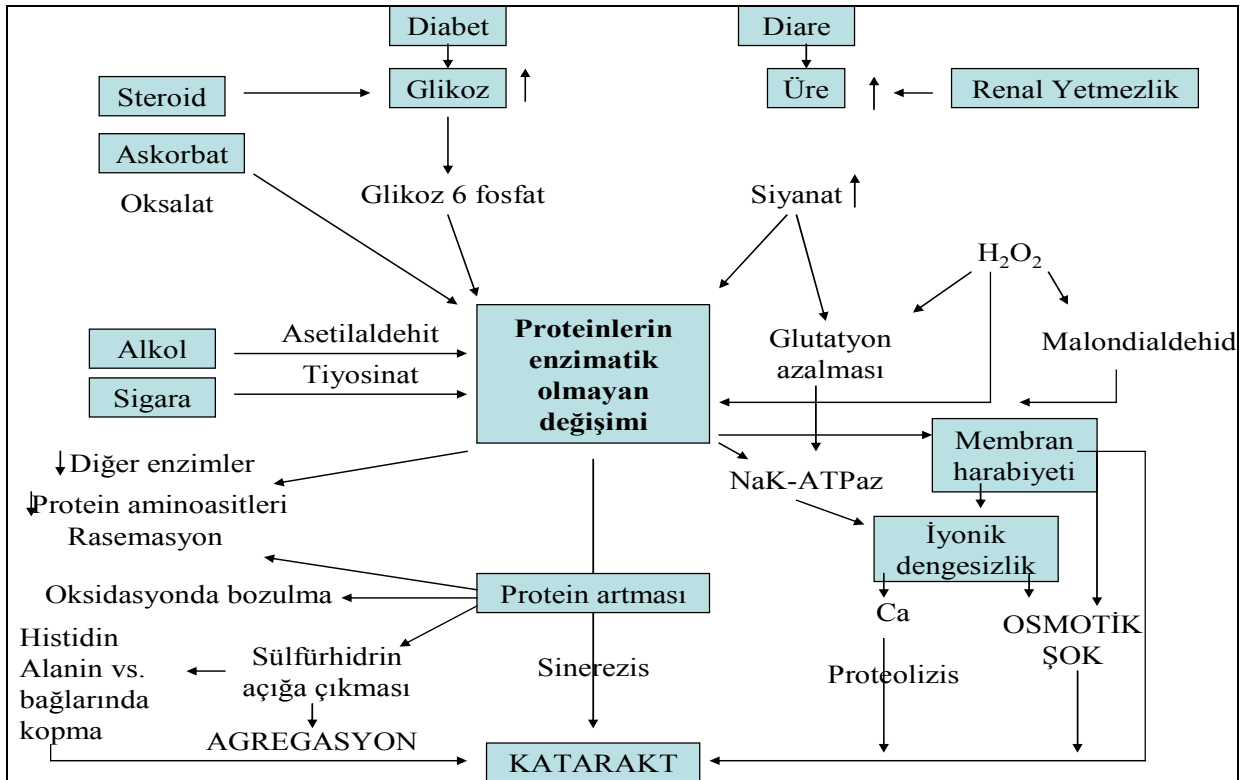 Diabet
Diare
Steroid
Glikoz
Üre
Renal Yetmezlik
Askorbat
Oksalat
Glikoz 6 fosfat
Siyanat
H₂O₂
Alkol
Asetilaldehit
Sigara
Tiyosinat
Proteinlerin
enzimatik
olmayan
değişimi
Glutatyon
azalması
Malondialdehid
Diğer enzimler
Protein aminoasitleri
Rasemasyon
NaK-ATPaz
Membran
harabiyeti
İyonik
dengesizlik
Oksidasyonda bozulma
Protein artması
Ca
OSMOTİK
ŞOK
Histidin
Alanin vs.
bağlarında
kopma
Sülfürhidrin
açığa çıkması
Sinerezis
Proteolizis
AGREGASYON
KATARAKT